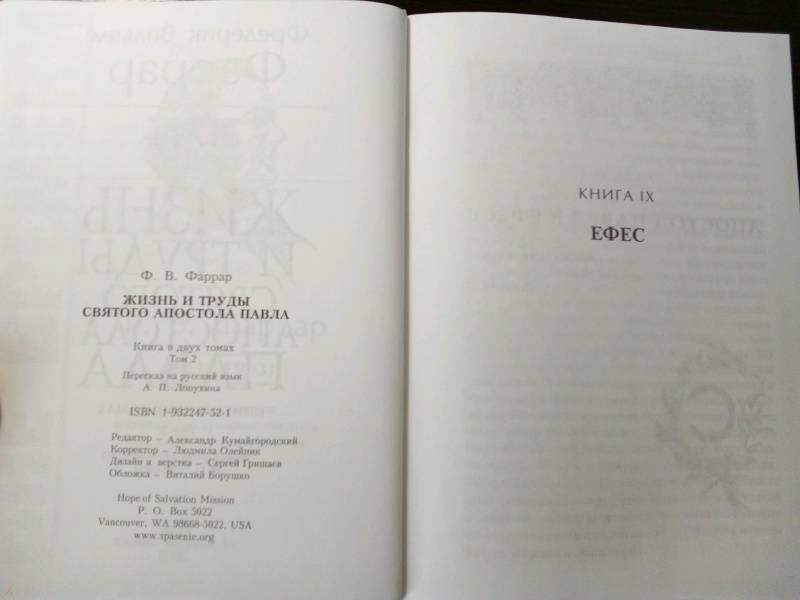 Ф. В. Фаррар
ЖИЗНЬ И ТРУДЫ
СВЯТОГО АПОСТОЛА ПАВЛА
Книга в двух томах
Том 2
Пересказ на русский язык
А. П. Лопухина
ISBN 1-932247-52-1
Редактор – Александр Кумайгородский
Корректор – Людмила Олейник
Дизайн и верстка – Сергей Гришаев
Обложка – Виталий Борушко
Hope of Salvation Mission
P. O. Box 5022
Vancouver, WA 98668-5022, USA
www.spasenie.org
КНИГА IX
ЕФЕС